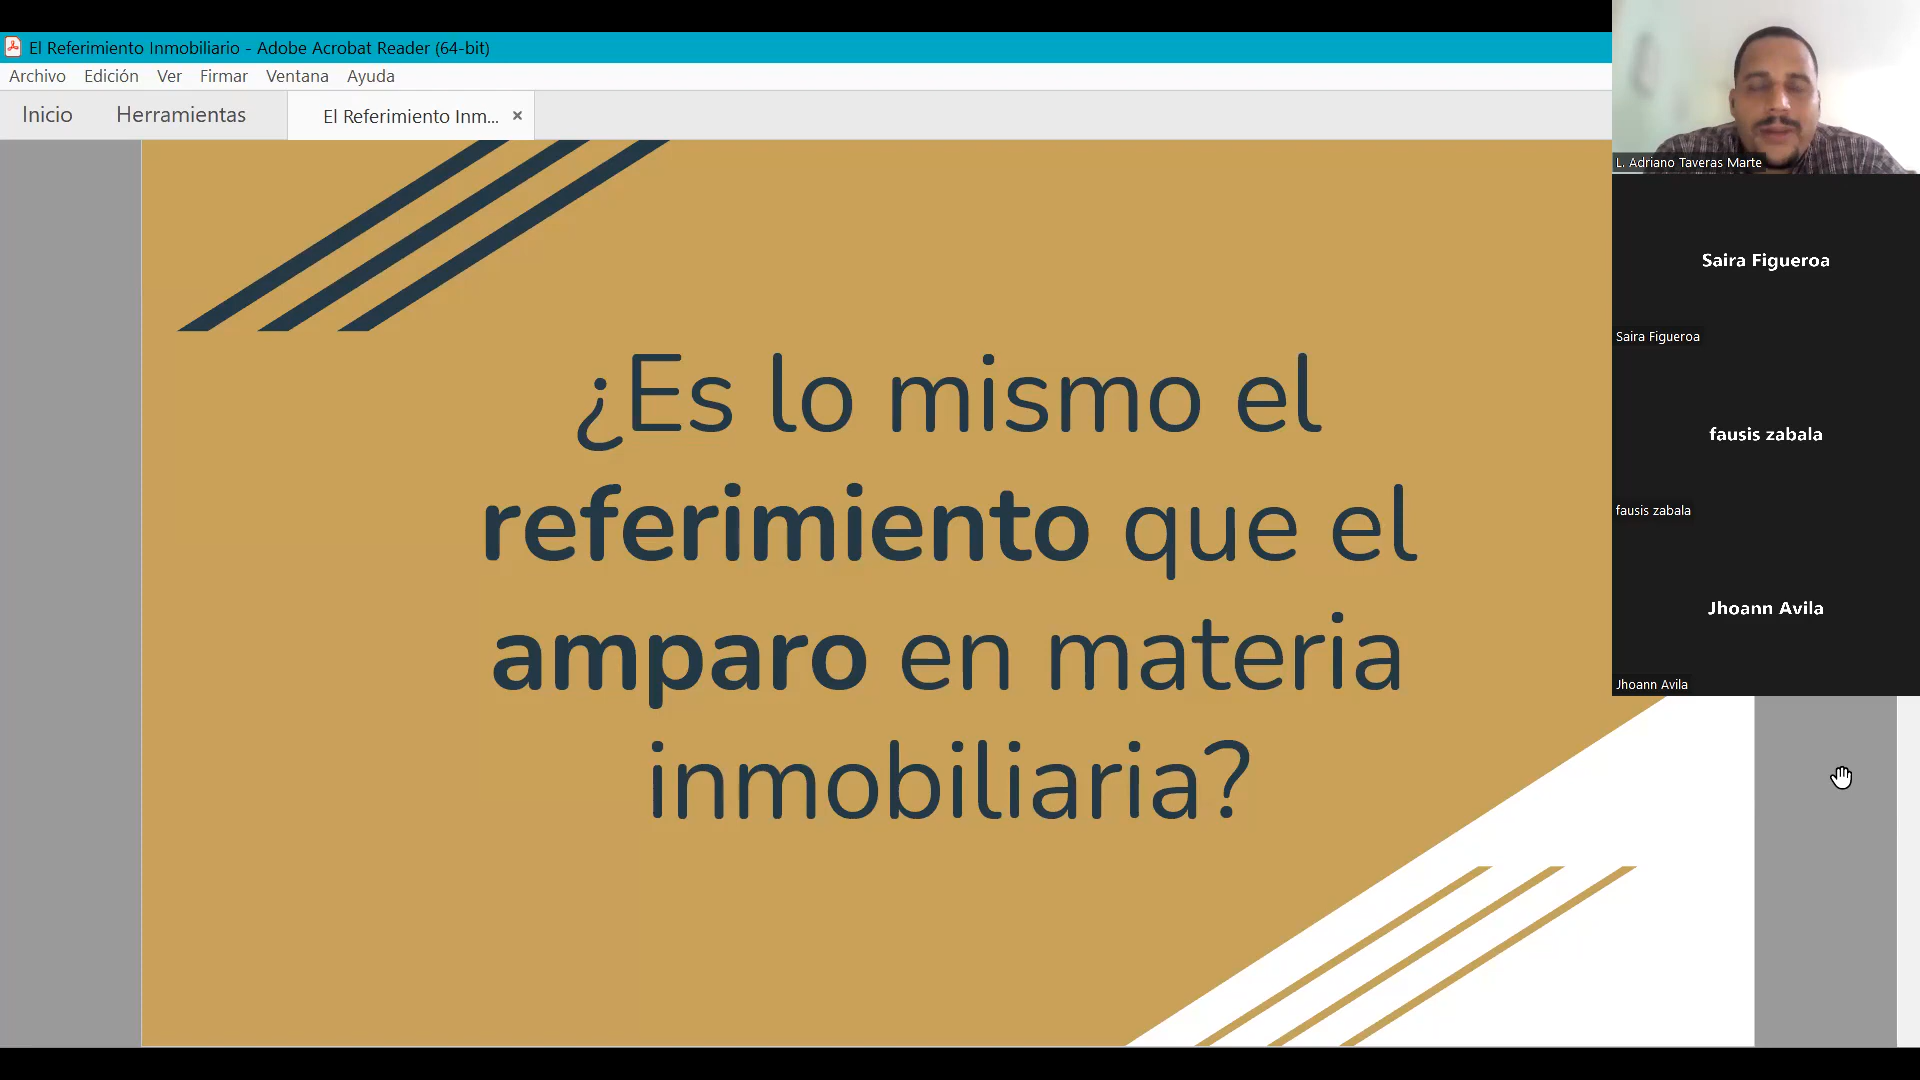 El Referimiento Inmobiliario - Adobe Acrobat Reader (64-bit)
Archivo Edición Ver Firmar Ventana Ayuda
Inicio Herramientas El Referimiento Inm... ×
¿Es lo mismo el
referimiento que el
amparo en materia
inmobiliaria?
L. Adriano Taveras Marte
Saira Figueroa
Saira Figueroa
fausis zabala
fausis zabala
Jhoann Avila
Jhoann Avila